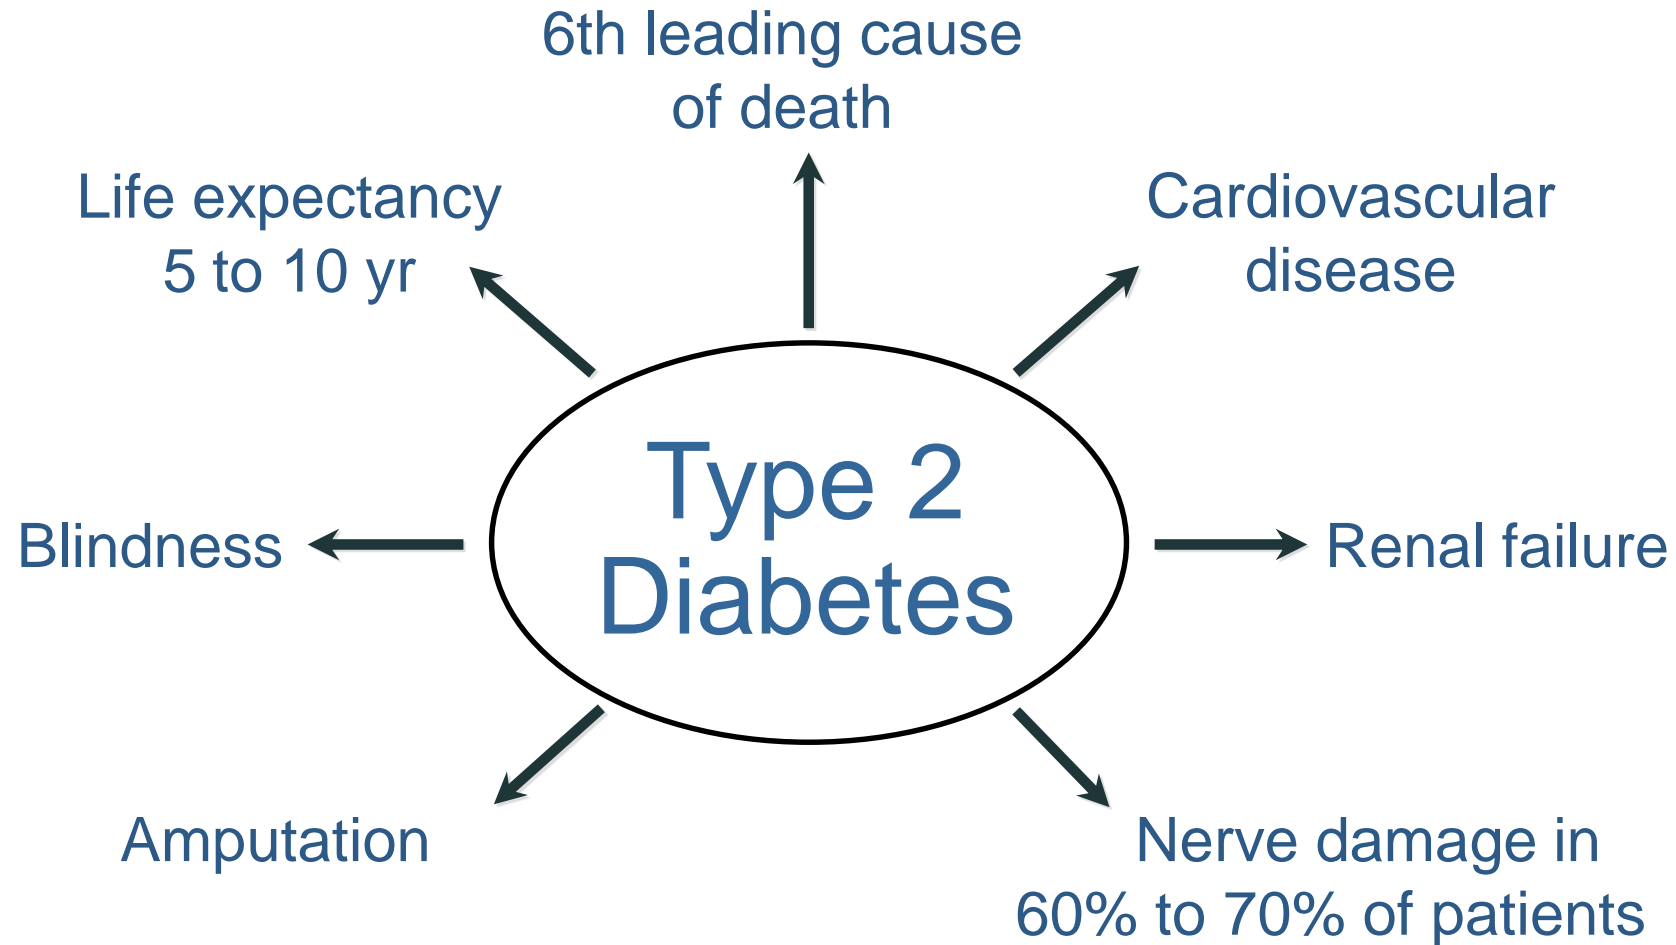 6th leading cause
of death
Life expectancy
5 to 10 yr
Cardiovascular
disease
Type 2
Diabetes
Blindness
Renal failure
Amputation
Nerve damage in
60% to 70% of patients